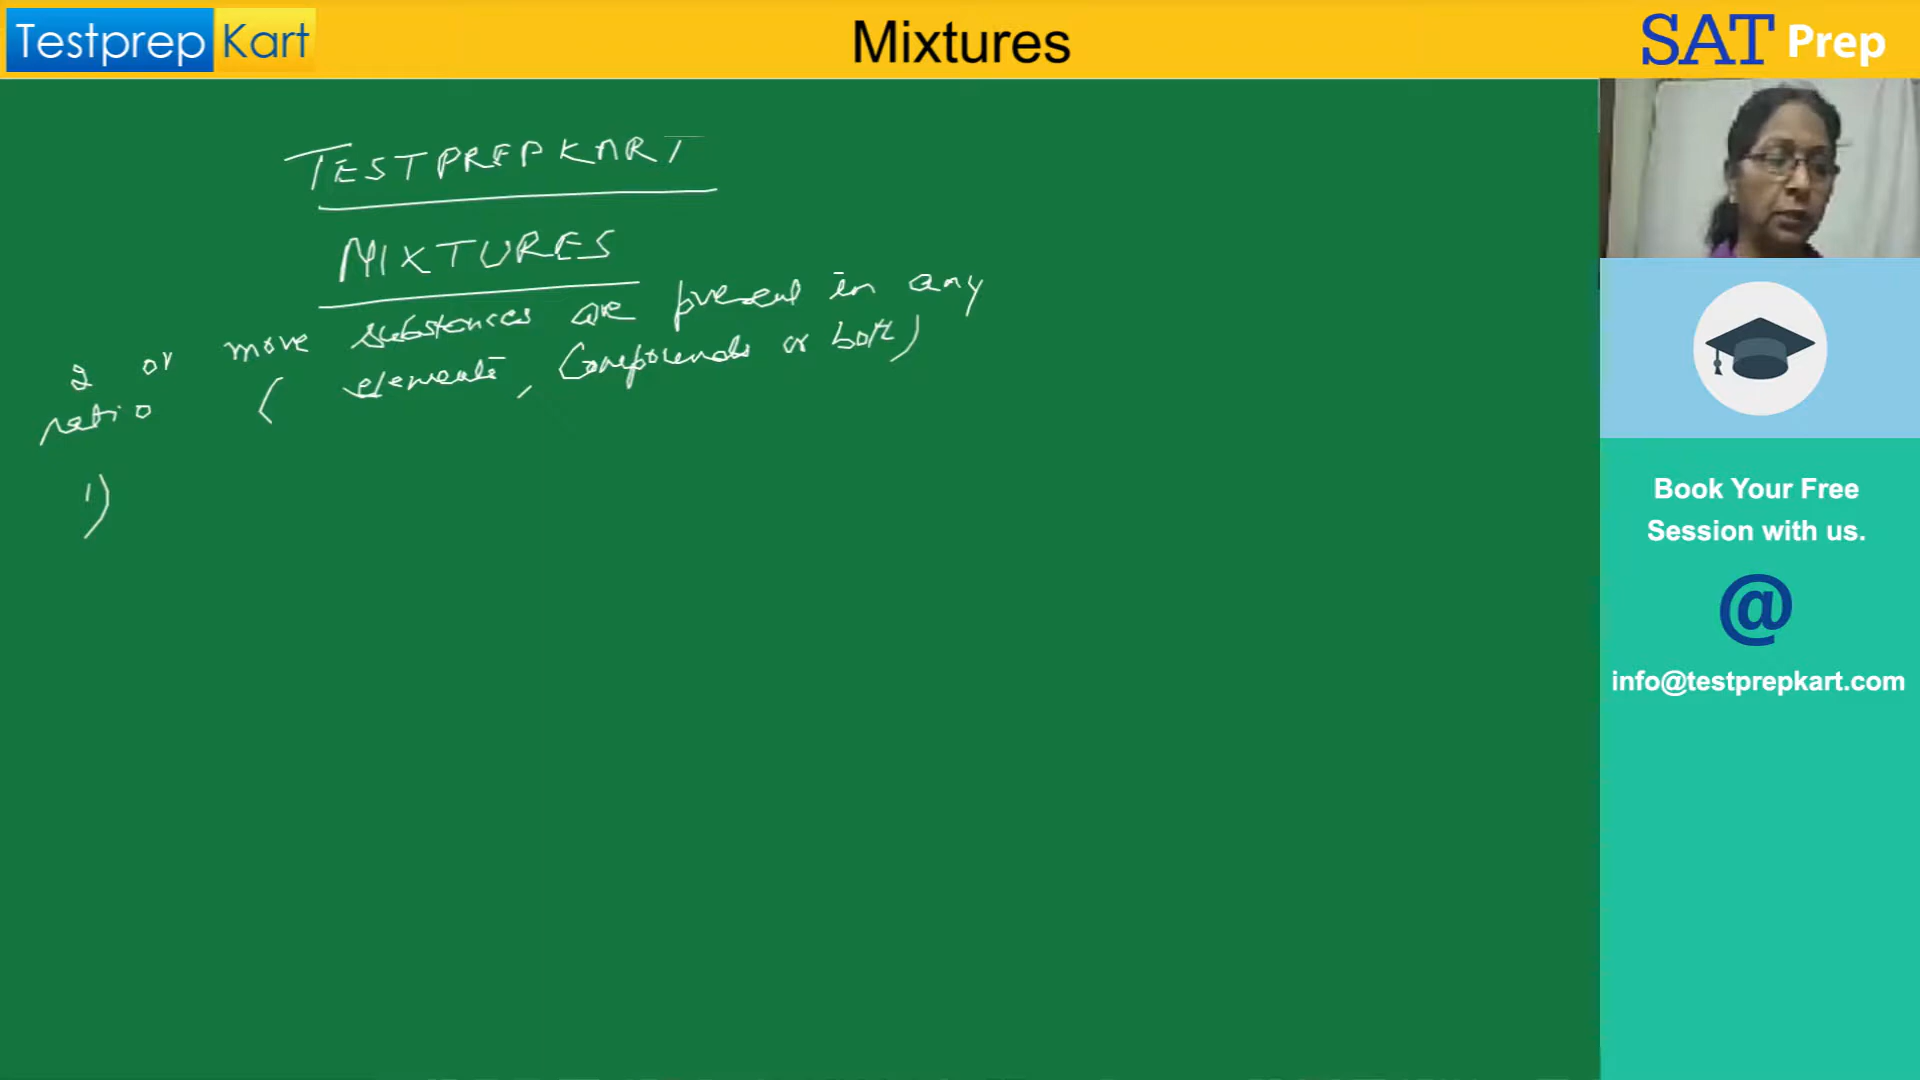 Testprep Kart
Mixtures
SAT Prep
TESTPREPKART
MIXTURES
2 or more substances are present in any
ratio ( elements, Compounds or both)
1)
Book Your Free
Session with us.
@
info@testprepkart.com